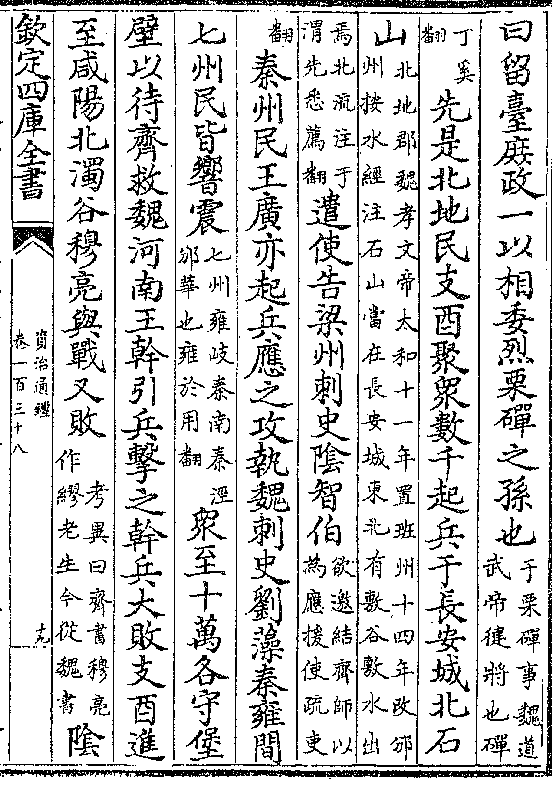 曰留臺庶政一以相委烈栗磾之孫也于栗磾事魏道武帝徤將也磾
丁奚翻先是北地民支酉聚衆數千起兵于長安城北石
山北地郡魏孝文帝太和十一年置班州十四年改邠州按水經注石山當在長安城東北有敷谷敷水出
焉北流注于渭先悉薦翻遣使告梁州刺史陰智伯欲邀結齊師以為應援使疏吏
翻秦州民王廣亦起兵應之攻執魏刺史劉藻秦雍間
七州民皆響震七州雍岐秦南秦涇邠華也雍於用翻衆至十萬各守堡
壁以待齊救魏河南王幹引兵擊之幹兵大敗支酉進
至咸陽北濁谷穆亮與戰又敗考異曰齊書穆亮作繆老生今從魏書陰
欽定四庫全書
資治通鑑
卷一百三十八